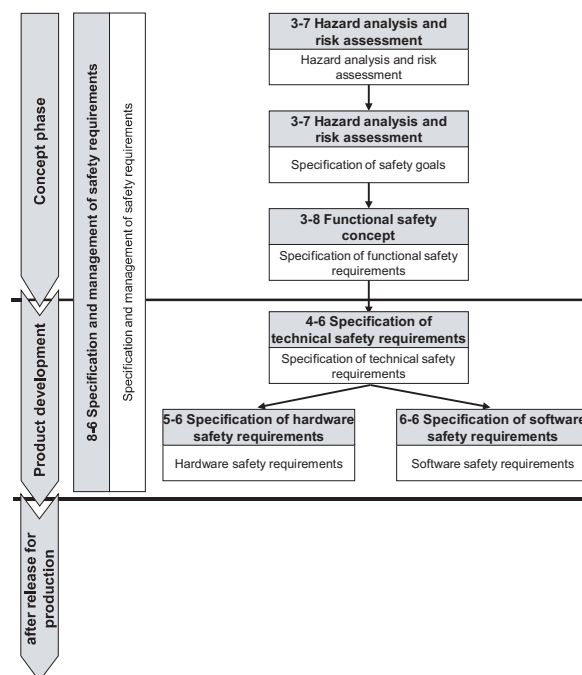 3-7 Hazard analysis and
risk assessment
Hazard analysis and risk
assessment
3-7 Hazard analysis and
risk assessment
Specification of safety goals
3-8 Functional safety
concept
Specification of functional safety
requirements
4-6 Specification of
technical safety requirements
Specification of technical safety
requirements
5-6 Specification of hardware
safety requirements
Hardware safety requirements
6-6 Specification of software
safety requirements
Software safety requirements
Concept phase
Product development
after release for
production
8-6 Specification and management of safety requirements
Specification and management of safety requirements